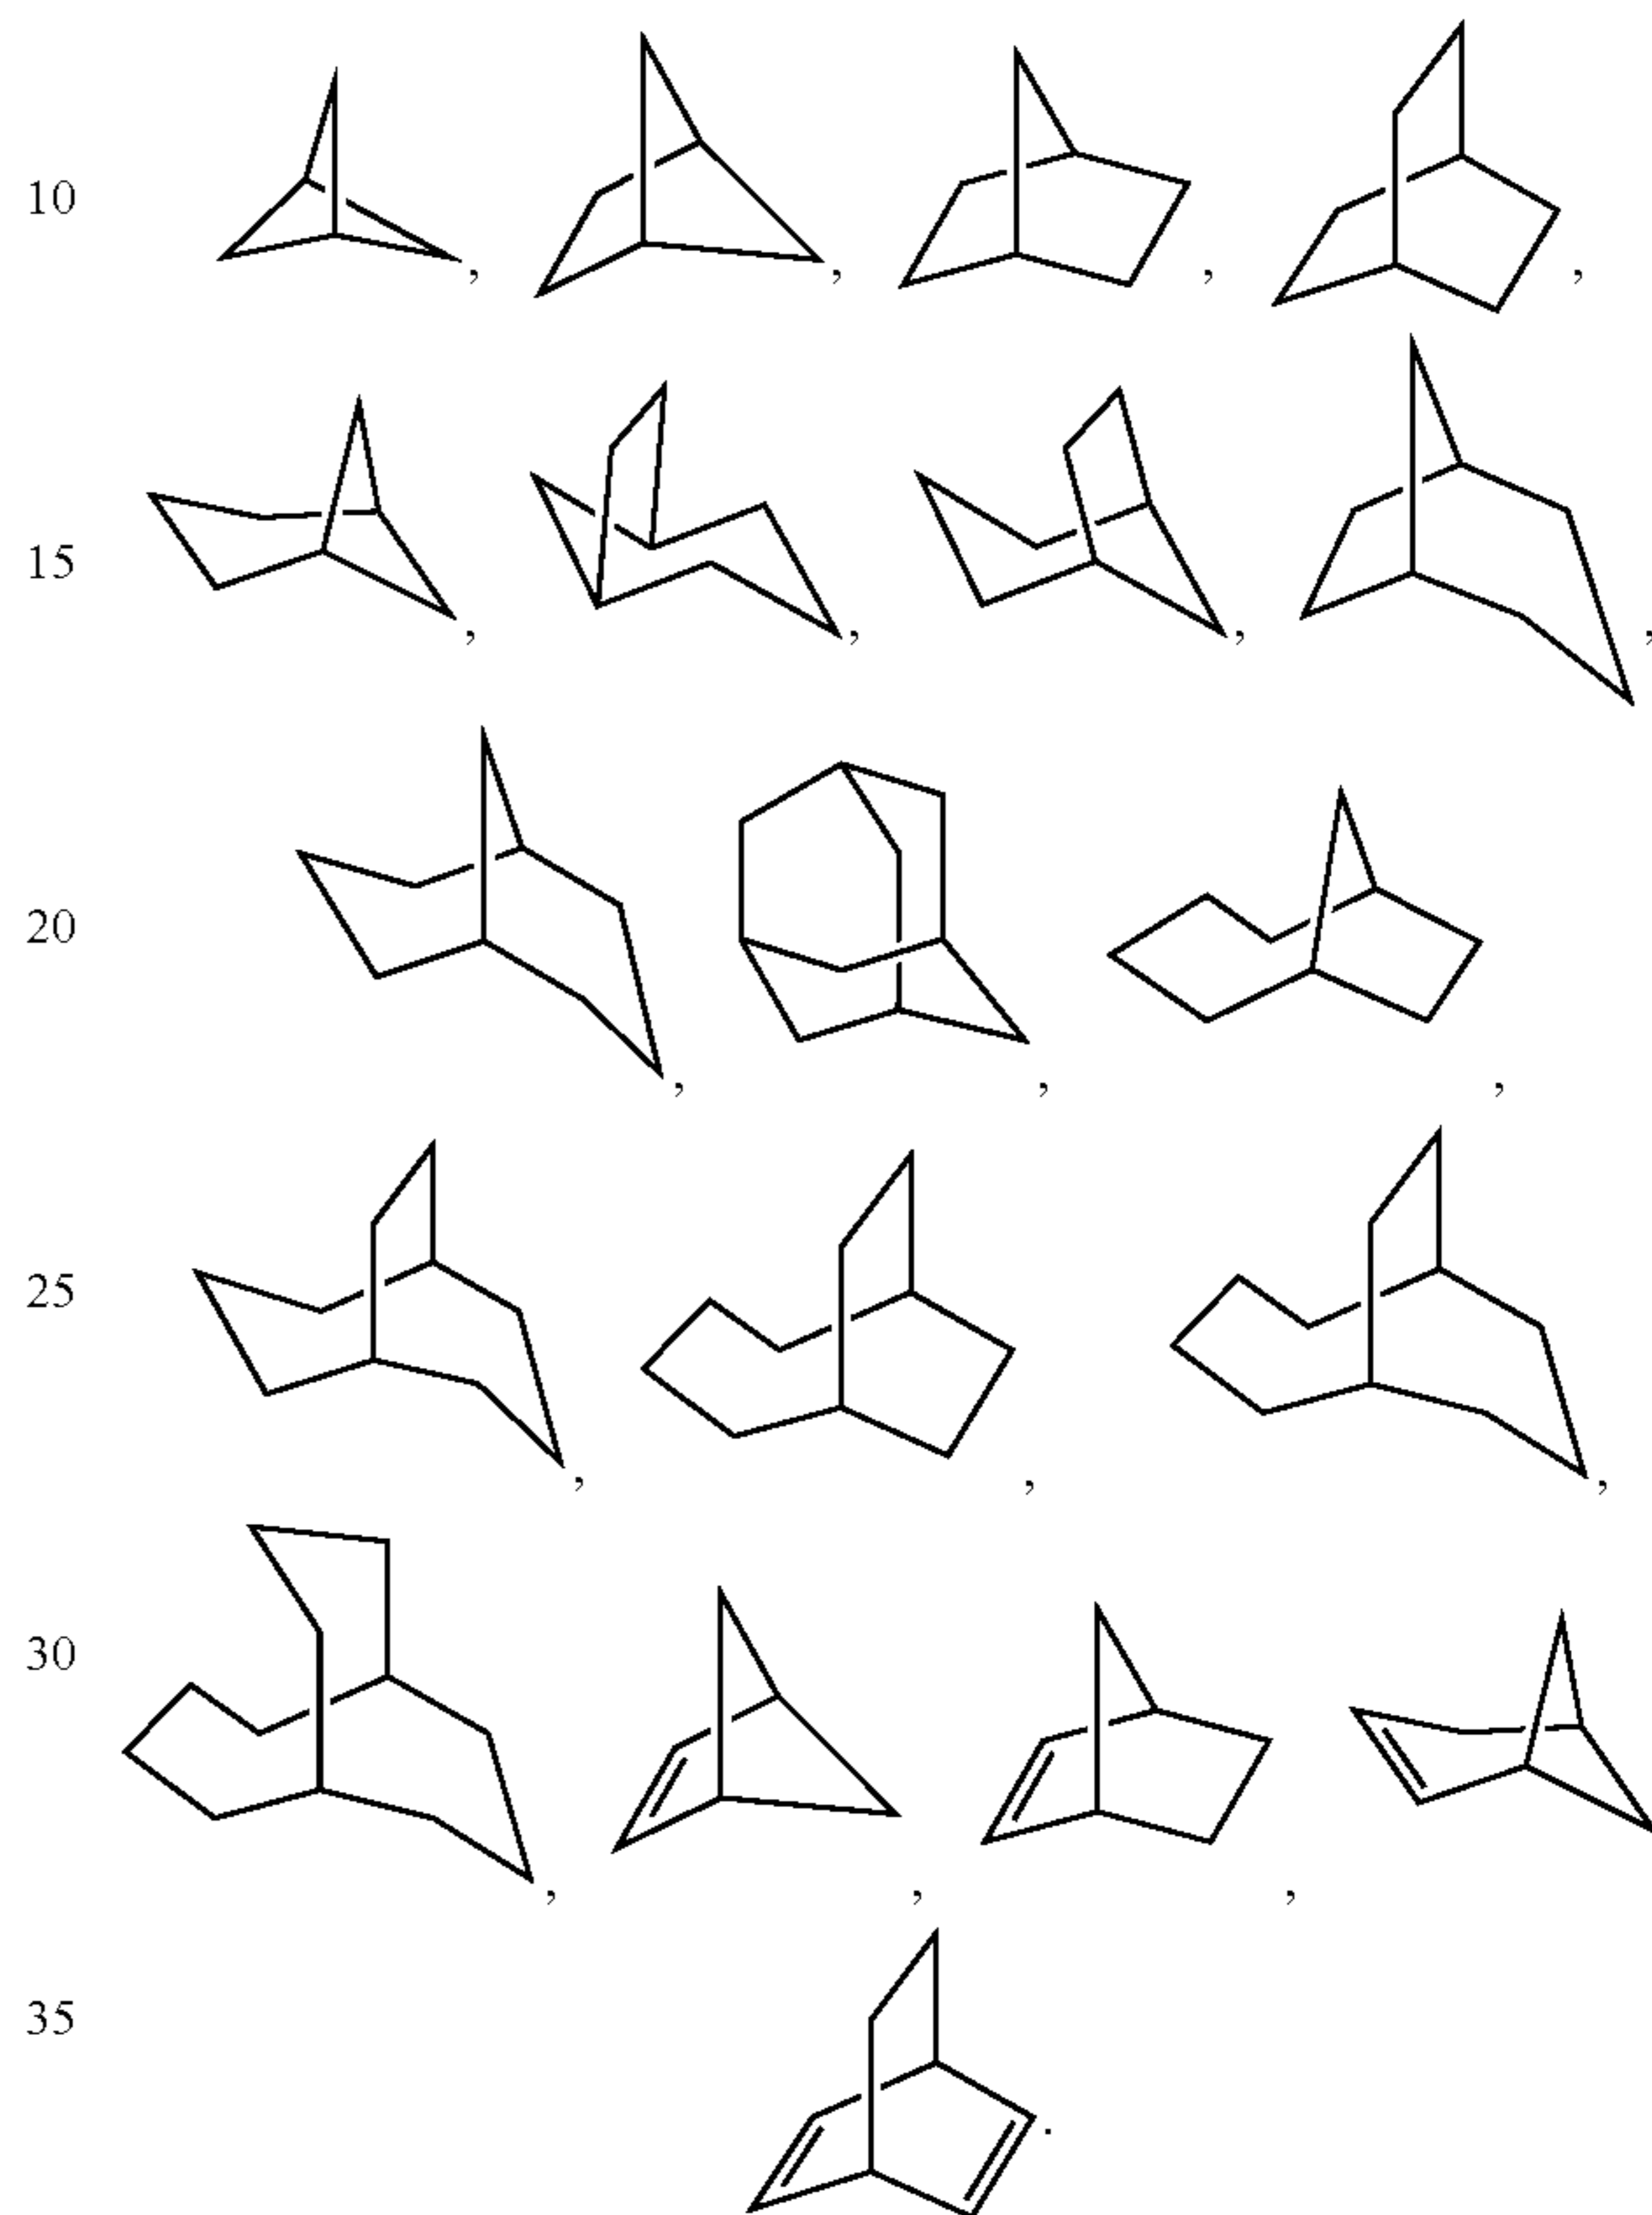 10 , , , ,
15 , , , ,
20 , , ,
25 , , ,
30 , , ,
35 .